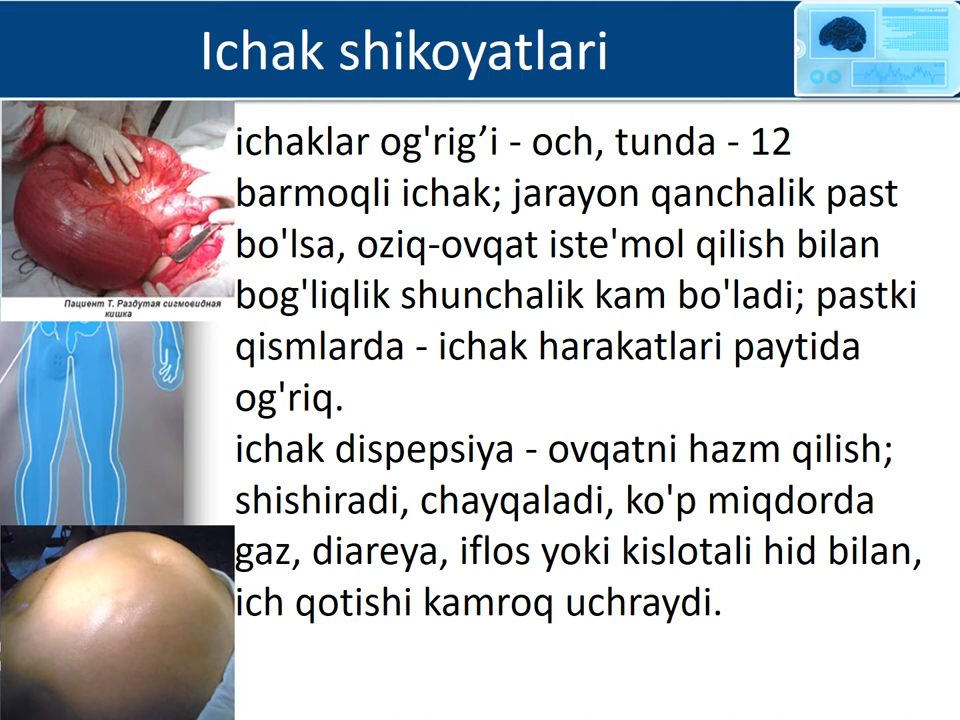 Ichak shikoyatlari
ichaklar og'rig’i - och, tunda - 12
barmoqli ichak; jarayon qanchalik past
bo'lsa, oziq-ovqat iste'mol qilish bilan
bog'liqlik shunchalik kam bo'ladi; pastki
qismlarda - ichak harakatlari paytida
og'riq.
ichak dispepsiya - ovqatni hazm qilish;
shishiradi, chayqaladi, ko'p miqdorda
gaz, diareya, iflos yoki kislotali hid bilan,
ich qotishi kamroq uchraydi.
Пациент Т. Раздутая сигмовидная
кишка